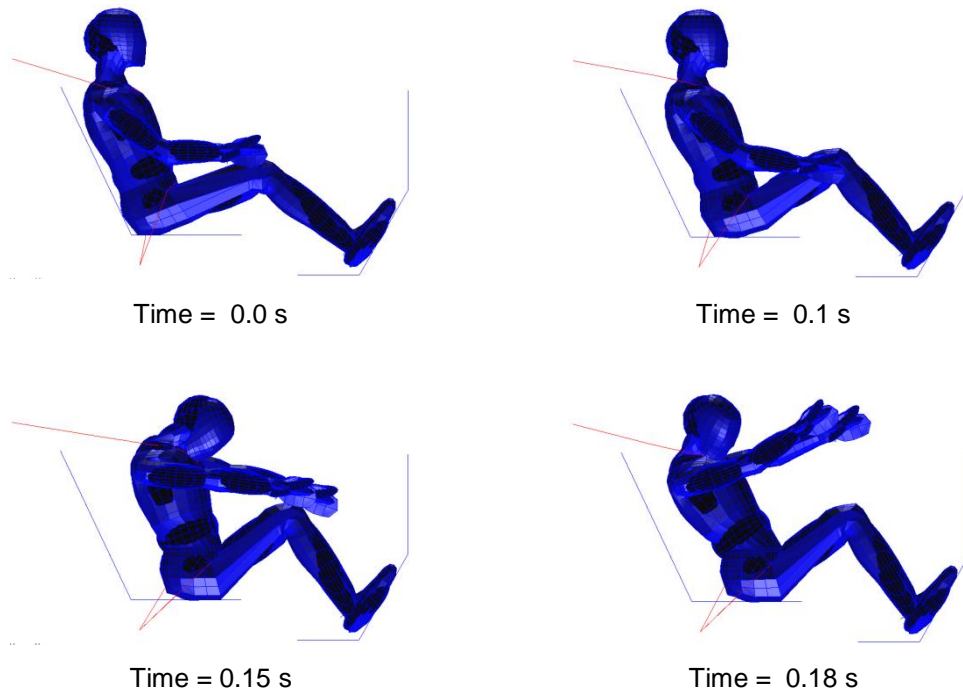 Time =  0.0 s
Time =  0.1 s
Time = 0.15 s
Time =  0.18 s